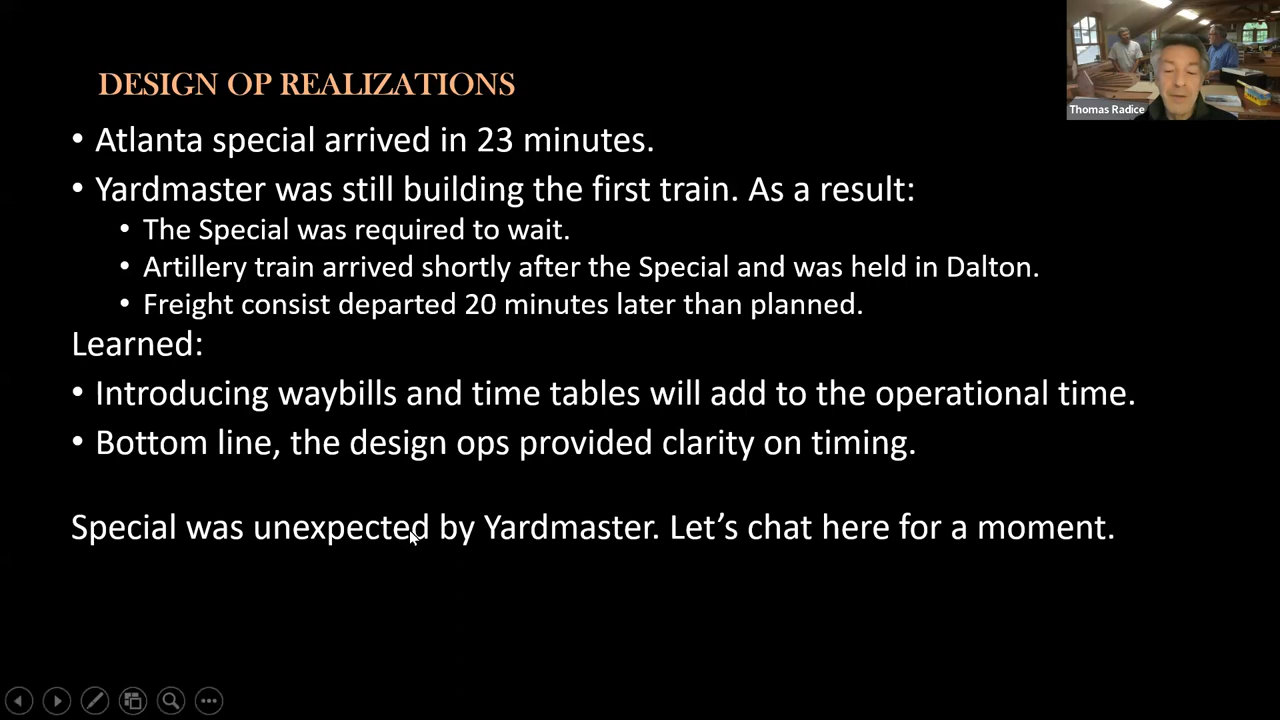 DESIGN OP REALIZATIONS
Thomas Radice
• Atlanta special arrived in 23 minutes.
• Yardmaster was still building the first train. As a result:
• The Special was required to wait.
• Artillery train arrived shortly after the Special and was held in Dalton.
• Freight consist departed 20 minutes later than planned.
Learned:
• Introducing waybills and time tables will add to the operational time.
• Bottom line, the design ops provided clarity on timing.
Special was unexpected by Yardmaster. Let’s chat here for a moment.